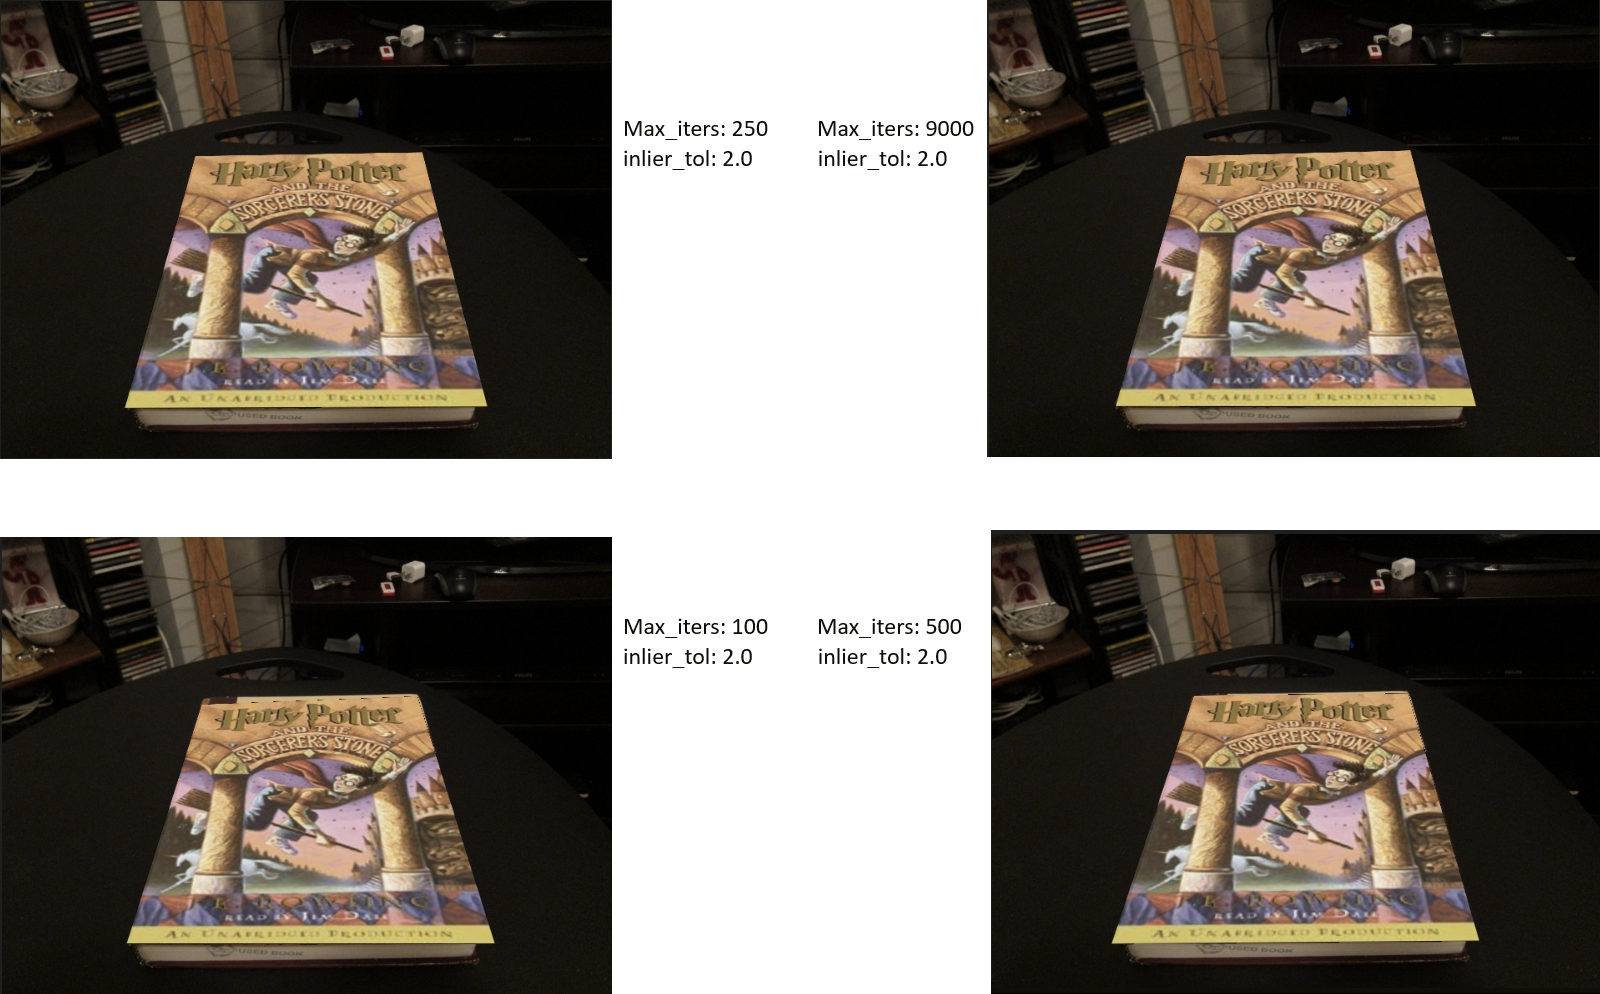 Max_iters: 250
inlier_tol: 2.0
Max_iters: 9000
inlier_tol: 2.0
Harry Potter
AND THE
SORCERER'S STONE
J.K. ROWLING
READ BY JIM DALE
AN UNABRIDGED PRODUCTION
USED BOOK
Harry Potter
AND THE
SORCERER'S STONE
J.K. ROWLING
READ BY JIM DALE
AN UNABRIDGED PRODUCTION
USED BOOK
Max_iters: 100
inlier_tol: 2.0
Max_iters: 500
inlier_tol: 2.0
Harry Potter
AND THE
SORCERER'S STONE
J.K. ROWLING
READ BY JIM DALE
AN UNABRIDGED PRODUCTION
USED BOOK
Harry Potter
AND THE
SORCERER'S STONE
J.K. ROWLING
READ BY JIM DALE
AN UNABRIDGED PRODUCTION
USED BOOK